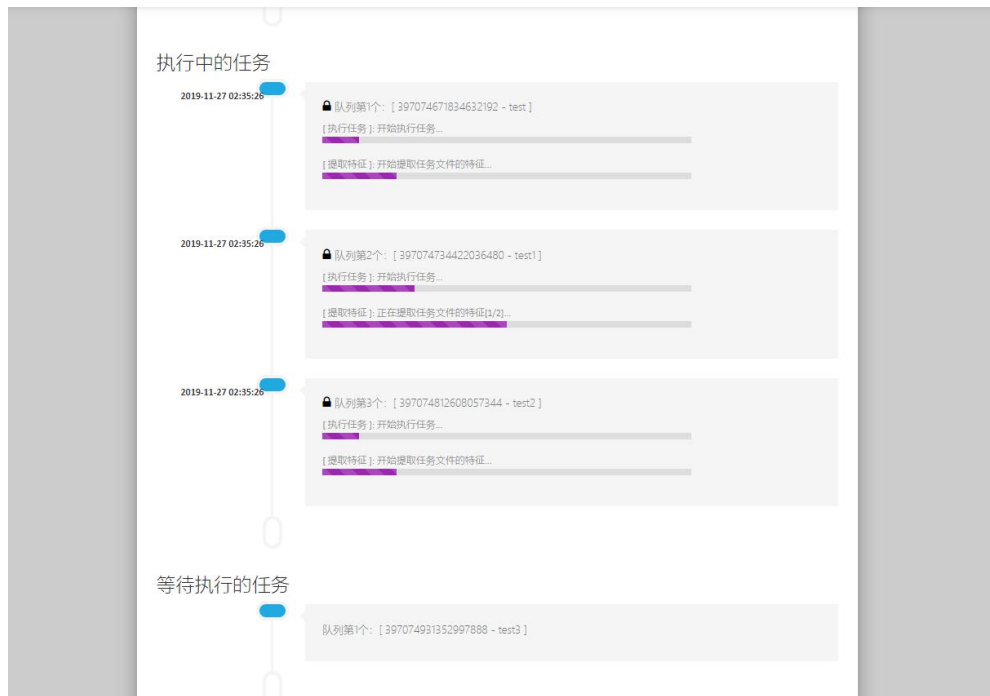 执行中的任务
2019-11-27 02:35:26
队列第1个: [ 397074671834632192 - test ]
[ 执行任务 ]: 开始执行任务...
[ 提取特征 ]: 开始提取任务文件的特征...
2019-11-27 02:35:26
队列第2个: [ 397074734422036480 - test1 ]
[ 执行任务 ]: 开始执行任务...
[ 提取特征 ]: 正在提取任务文件的特征[1/2]...
2019-11-27 02:35:26
队列第3个: [ 397074812608057344 - test2 ]
[ 执行任务 ]: 开始执行任务...
[ 提取特征 ]: 开始提取任务文件的特征...
等待执行的任务
队列第1个: [ 397074931352997888 - test3 ]